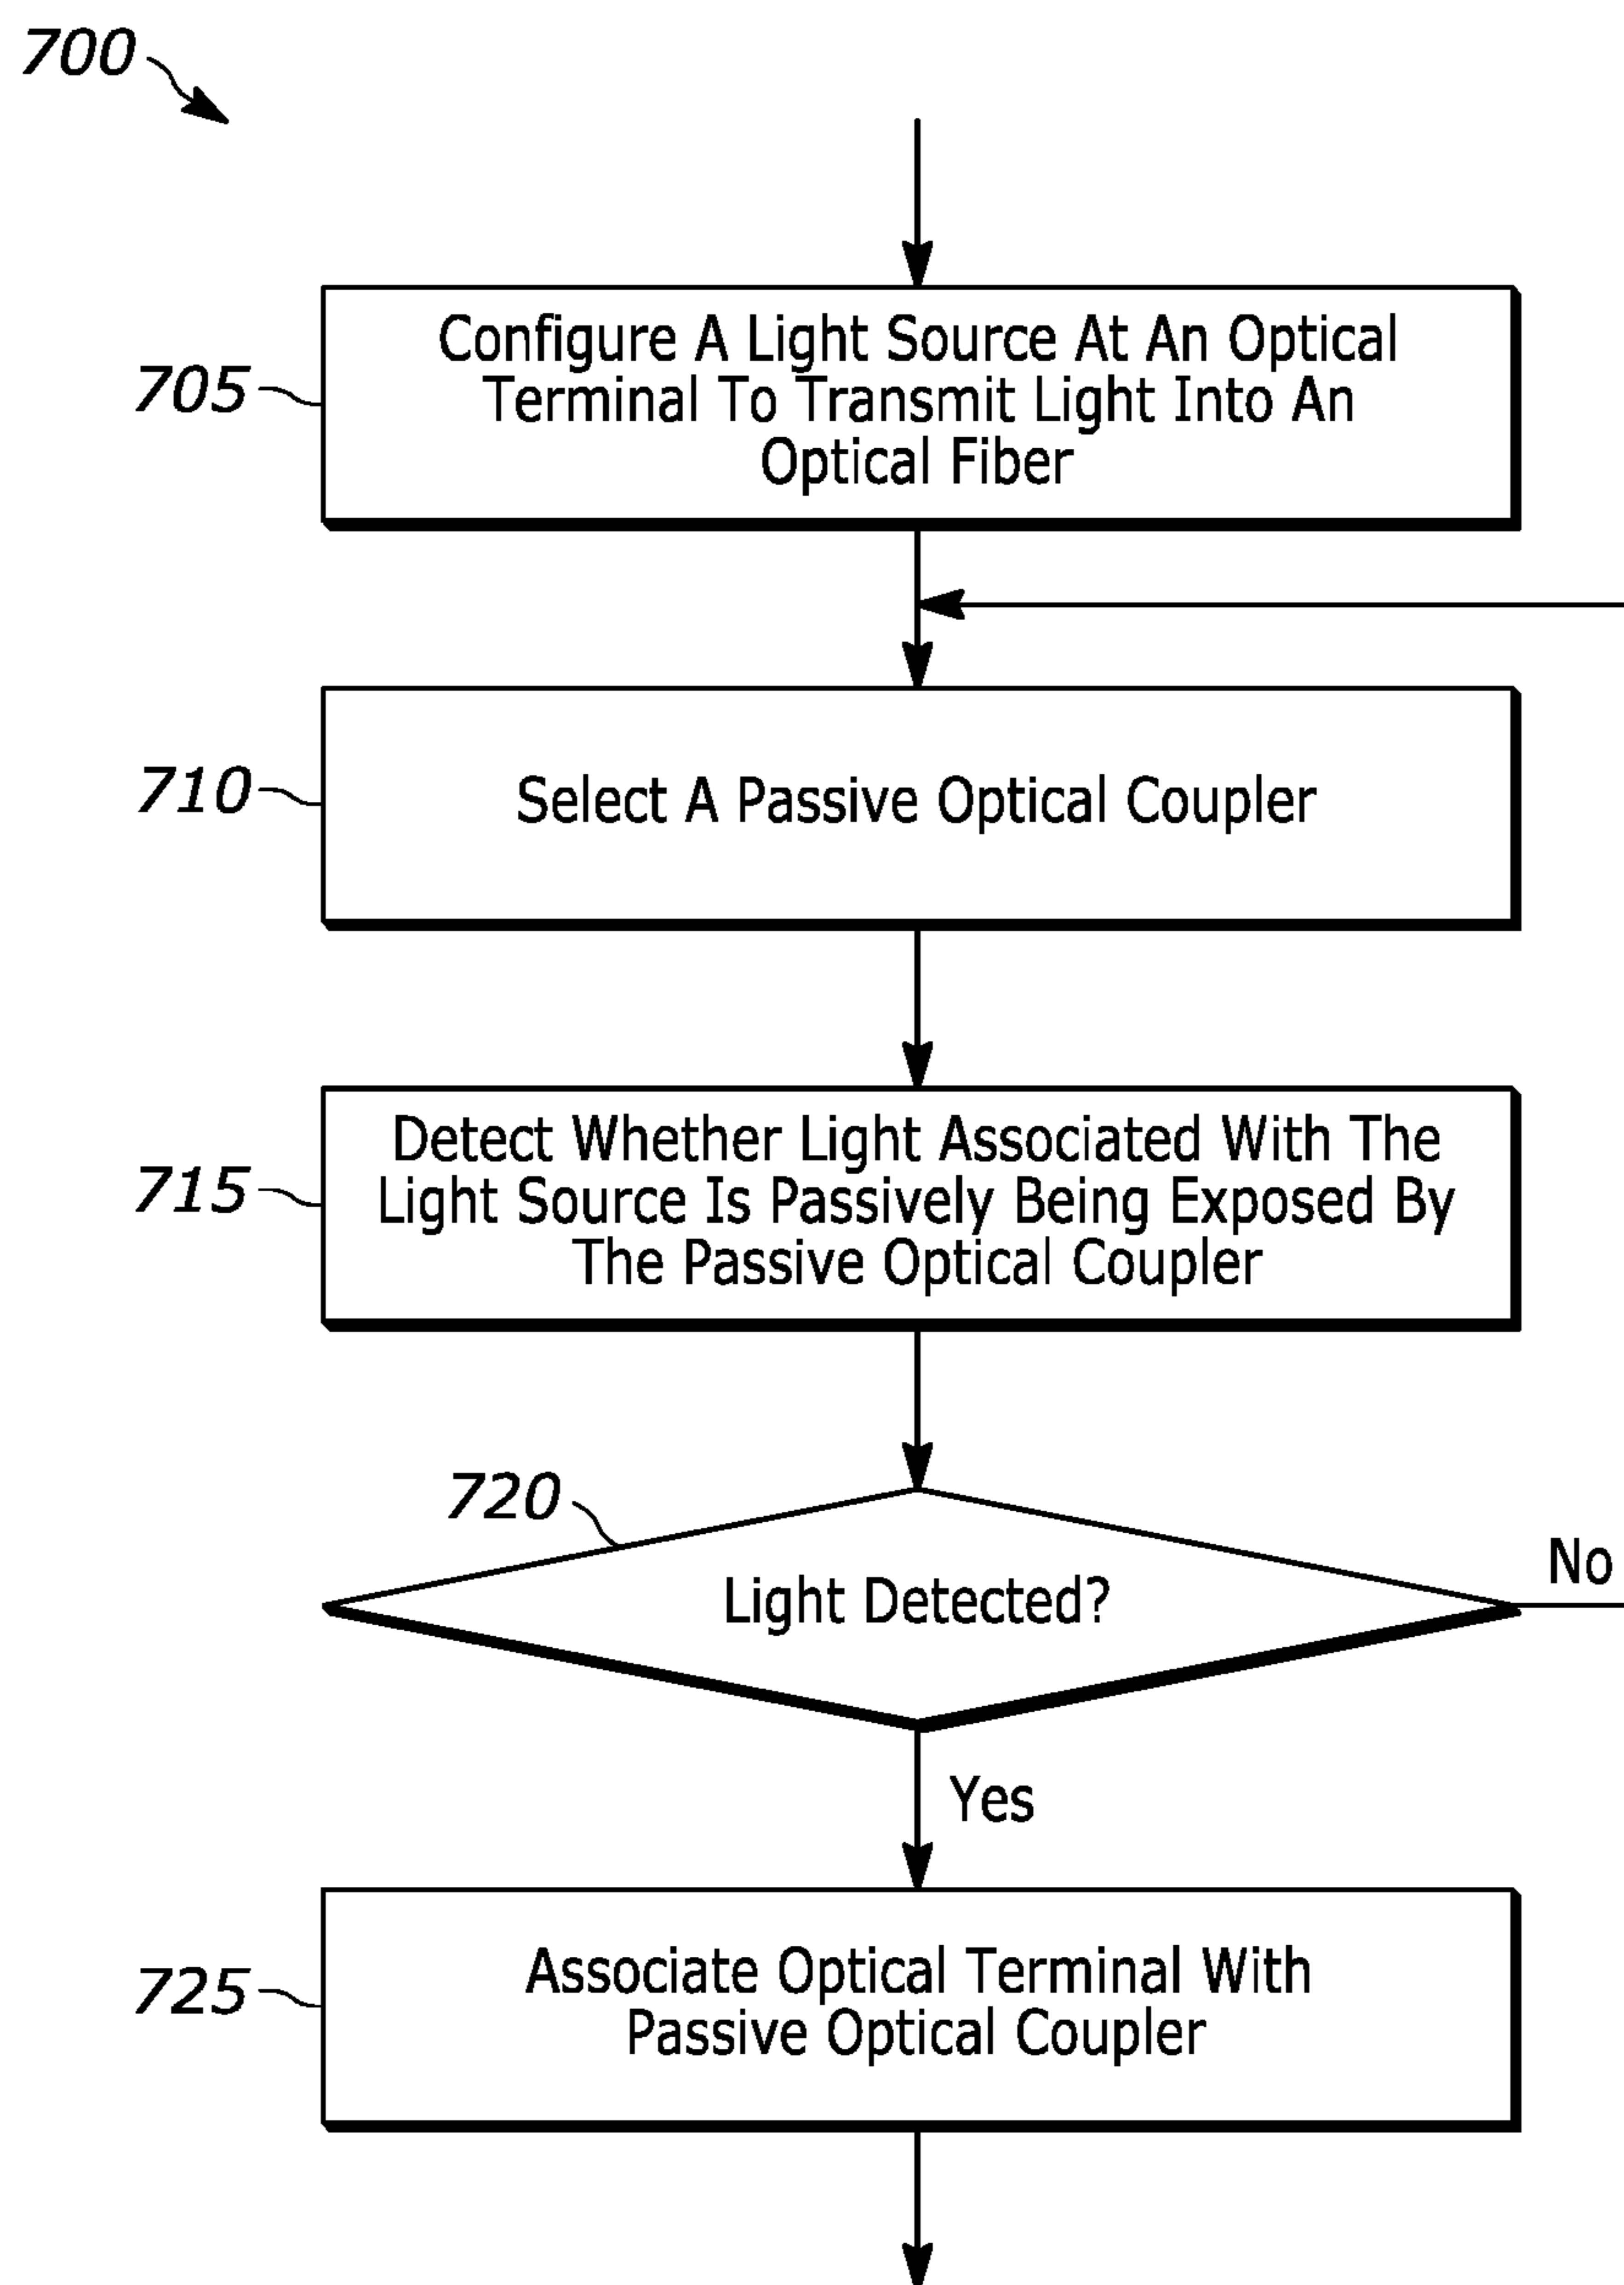 700
705
Configure A Light Source At An Optical
Terminal To Transmit Light Into An
Optical Fiber
710
Select A Passive Optical Coupler
715
Detect Whether Light Associated With The
Light Source Is Passively Being Exposed By
The Passive Optical Coupler
720
Light Detected?
No
Yes
725
Associate Optical Terminal With
Passive Optical Coupler